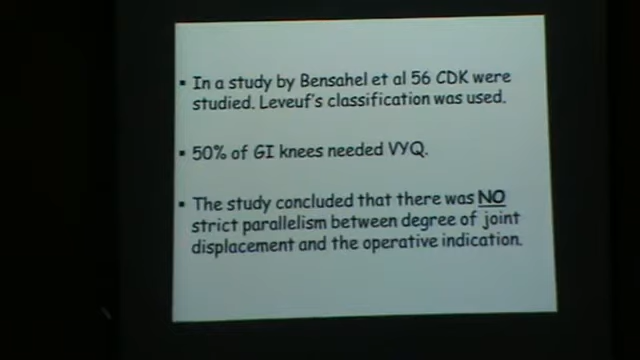 ▪ In a study by Bensahel et al 56 CDK were
studied. Leveuf's classification was used.
▪ 50% of GI knees needed VYQ.
▪ The study concluded that there was NO
strict parallelism between degree of joint
displacement and the operative indication.